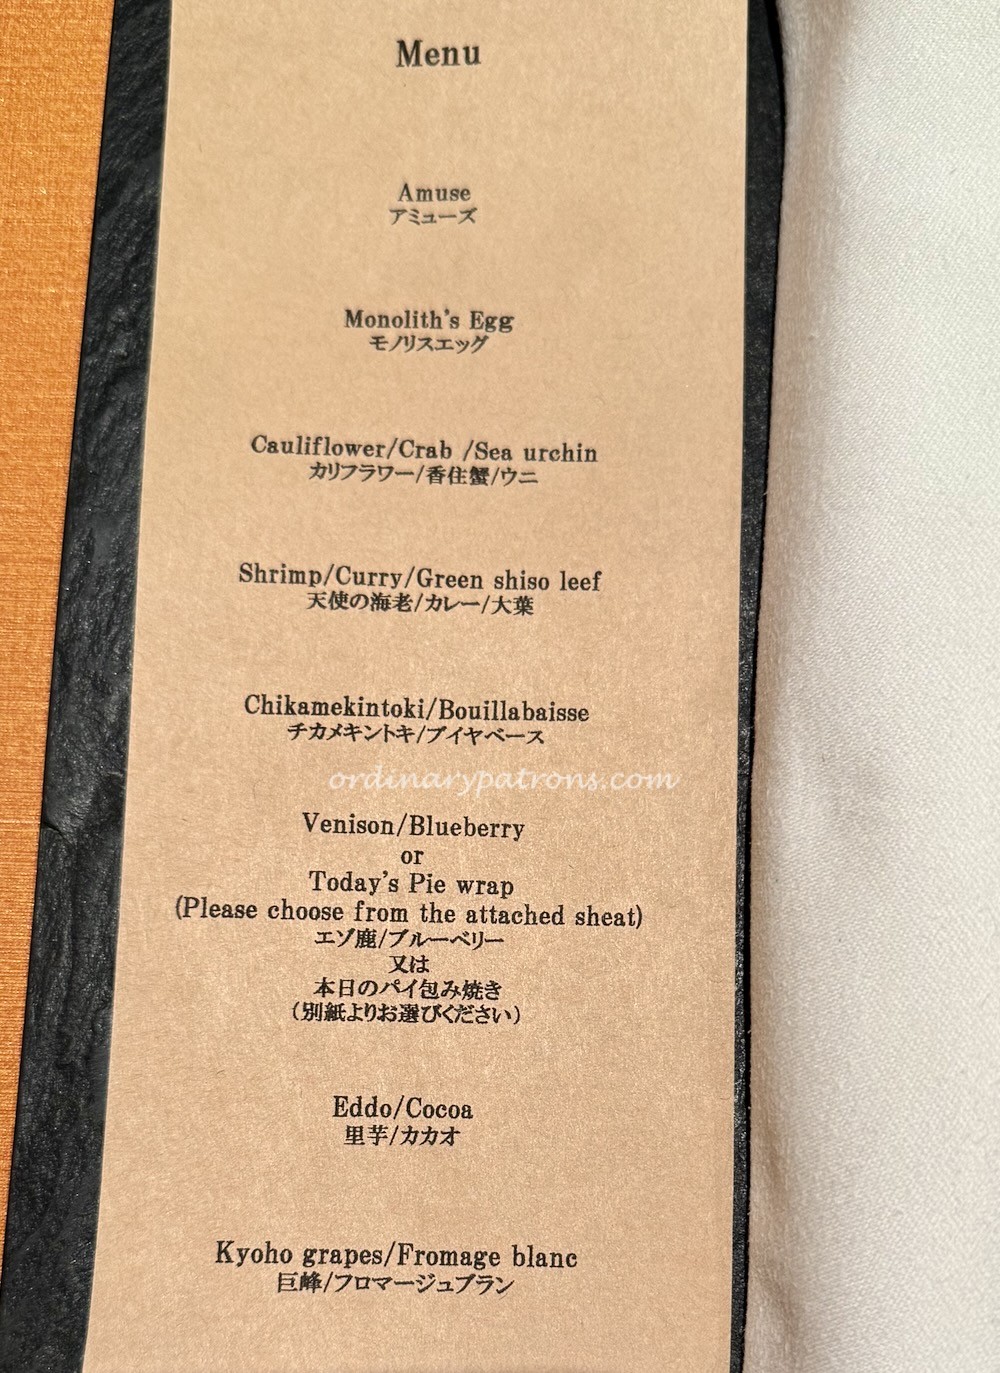 Menu
Amuse
アミューズ
Monolith's Egg
モノリスエッグ
Cauliflower/Crab /Sea urchin
カリフラワー/香住蟹/ウニ
Shrimp/Curry/Green shiso leef
天使の海老/カレー/大葉
Chikamekintoki/Bouillabaisse
チカメキントキ/ブイヤベース
ordinarypatrons.com
Venison/Blueberry
or
Today's Pie wrap
(Please choose from the attached sheat)
エゾ鹿/ブルーベリー
又は
本日のパイ包み焼き
（別紙よりお選びください）
Eddo/Cocoa
里芋/カカオ
Kyoho grapes/Fromage blanc
巨峰/フロマージュブラン